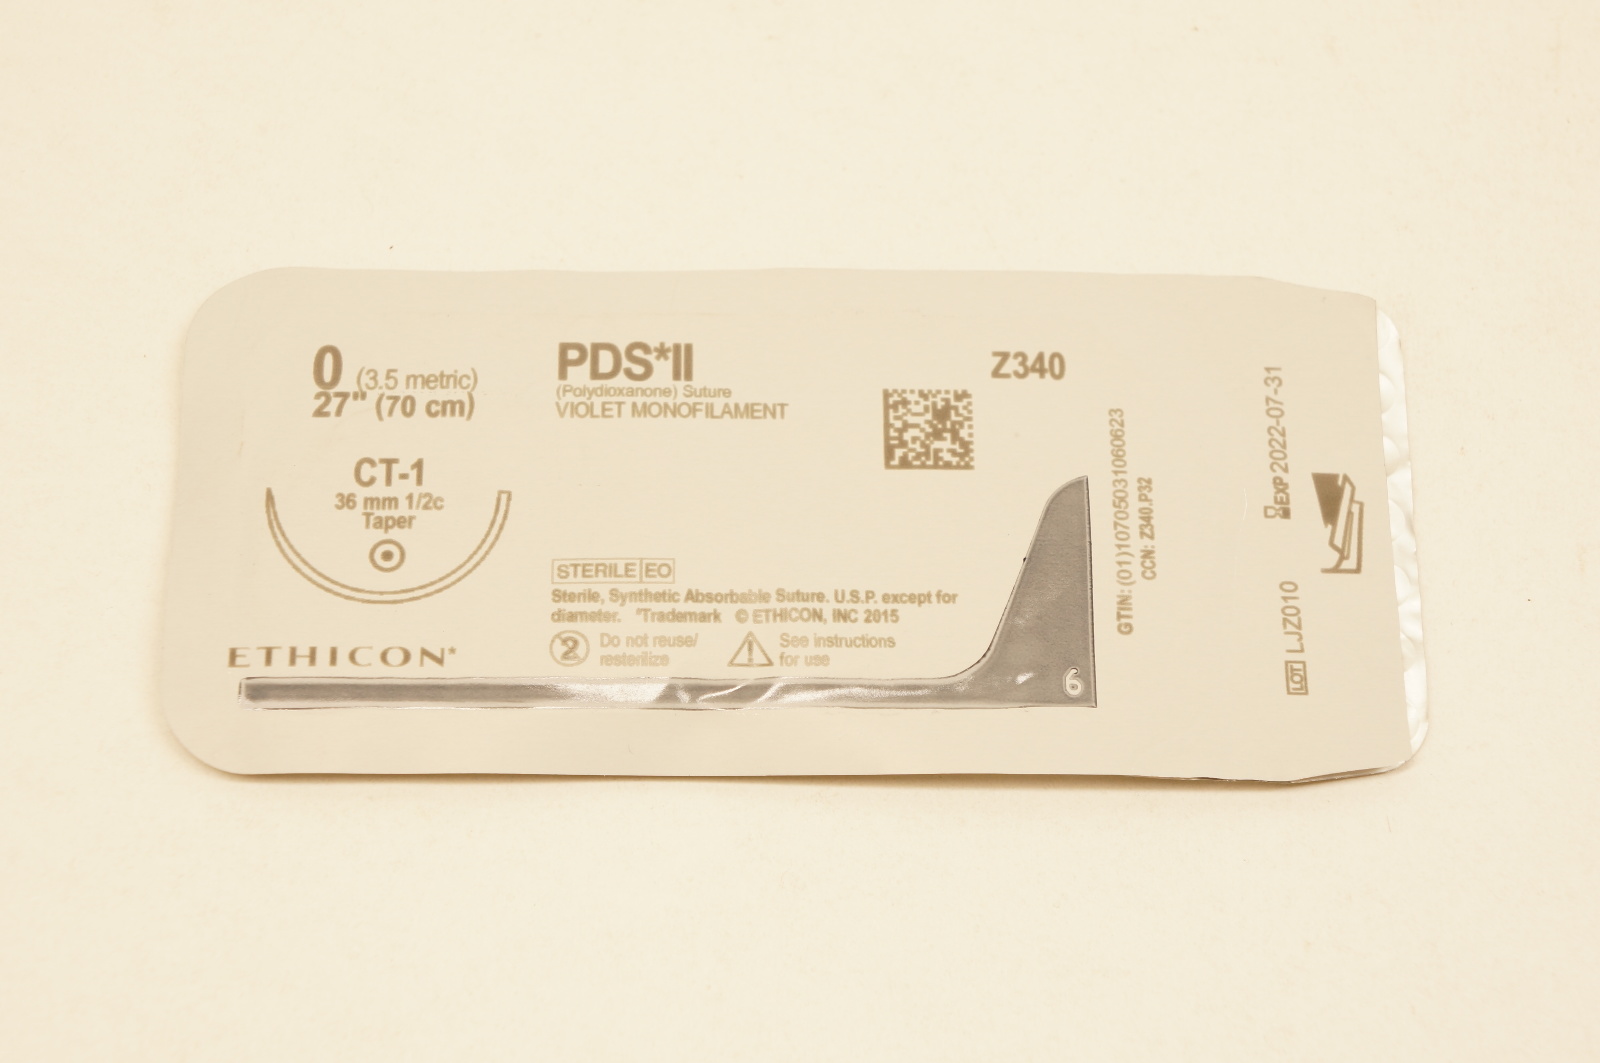 0 (3.5 metric)
27" (70 cm)
CT-1
36 mm 1/2c
Taper
ETHICON*
PDS*II
(Polydioxanone) Suture
VIOLET MONOFILAMENT
STERILE EO
Sterile, Synthetic Absorbable Suture. U.S.P. except for
diameter. *Trademark © ETHICON, INC 2015
2 Do not reuse/
resterilize
See instructions
for use
Z340
6
GTIN: (01)10705031060623
CCN: Z340.P32
EXP 2022-07-31
LOT LJZ010